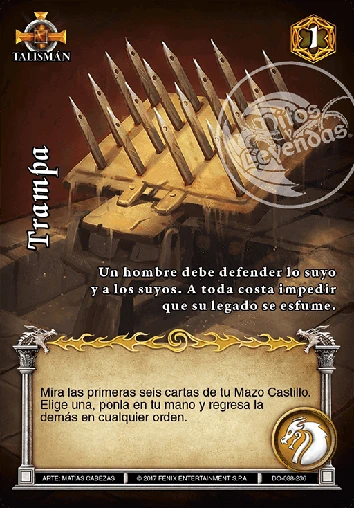 TALISMÁN
1
Mitos
y
Leyendas
Trampa
Un hombre debe defender lo suyo
y a los suyos. A toda costa impedir
que su legado se esfume.
Mira las primeras seis cartas de tu Mazo Castillo.
Elige una, ponla en tu mano y regresa la
demás en cualquier orden.
ARTE: MATÍAS CABEZAS © 2017 FENIX ENTERTAINMENT S.P.A.